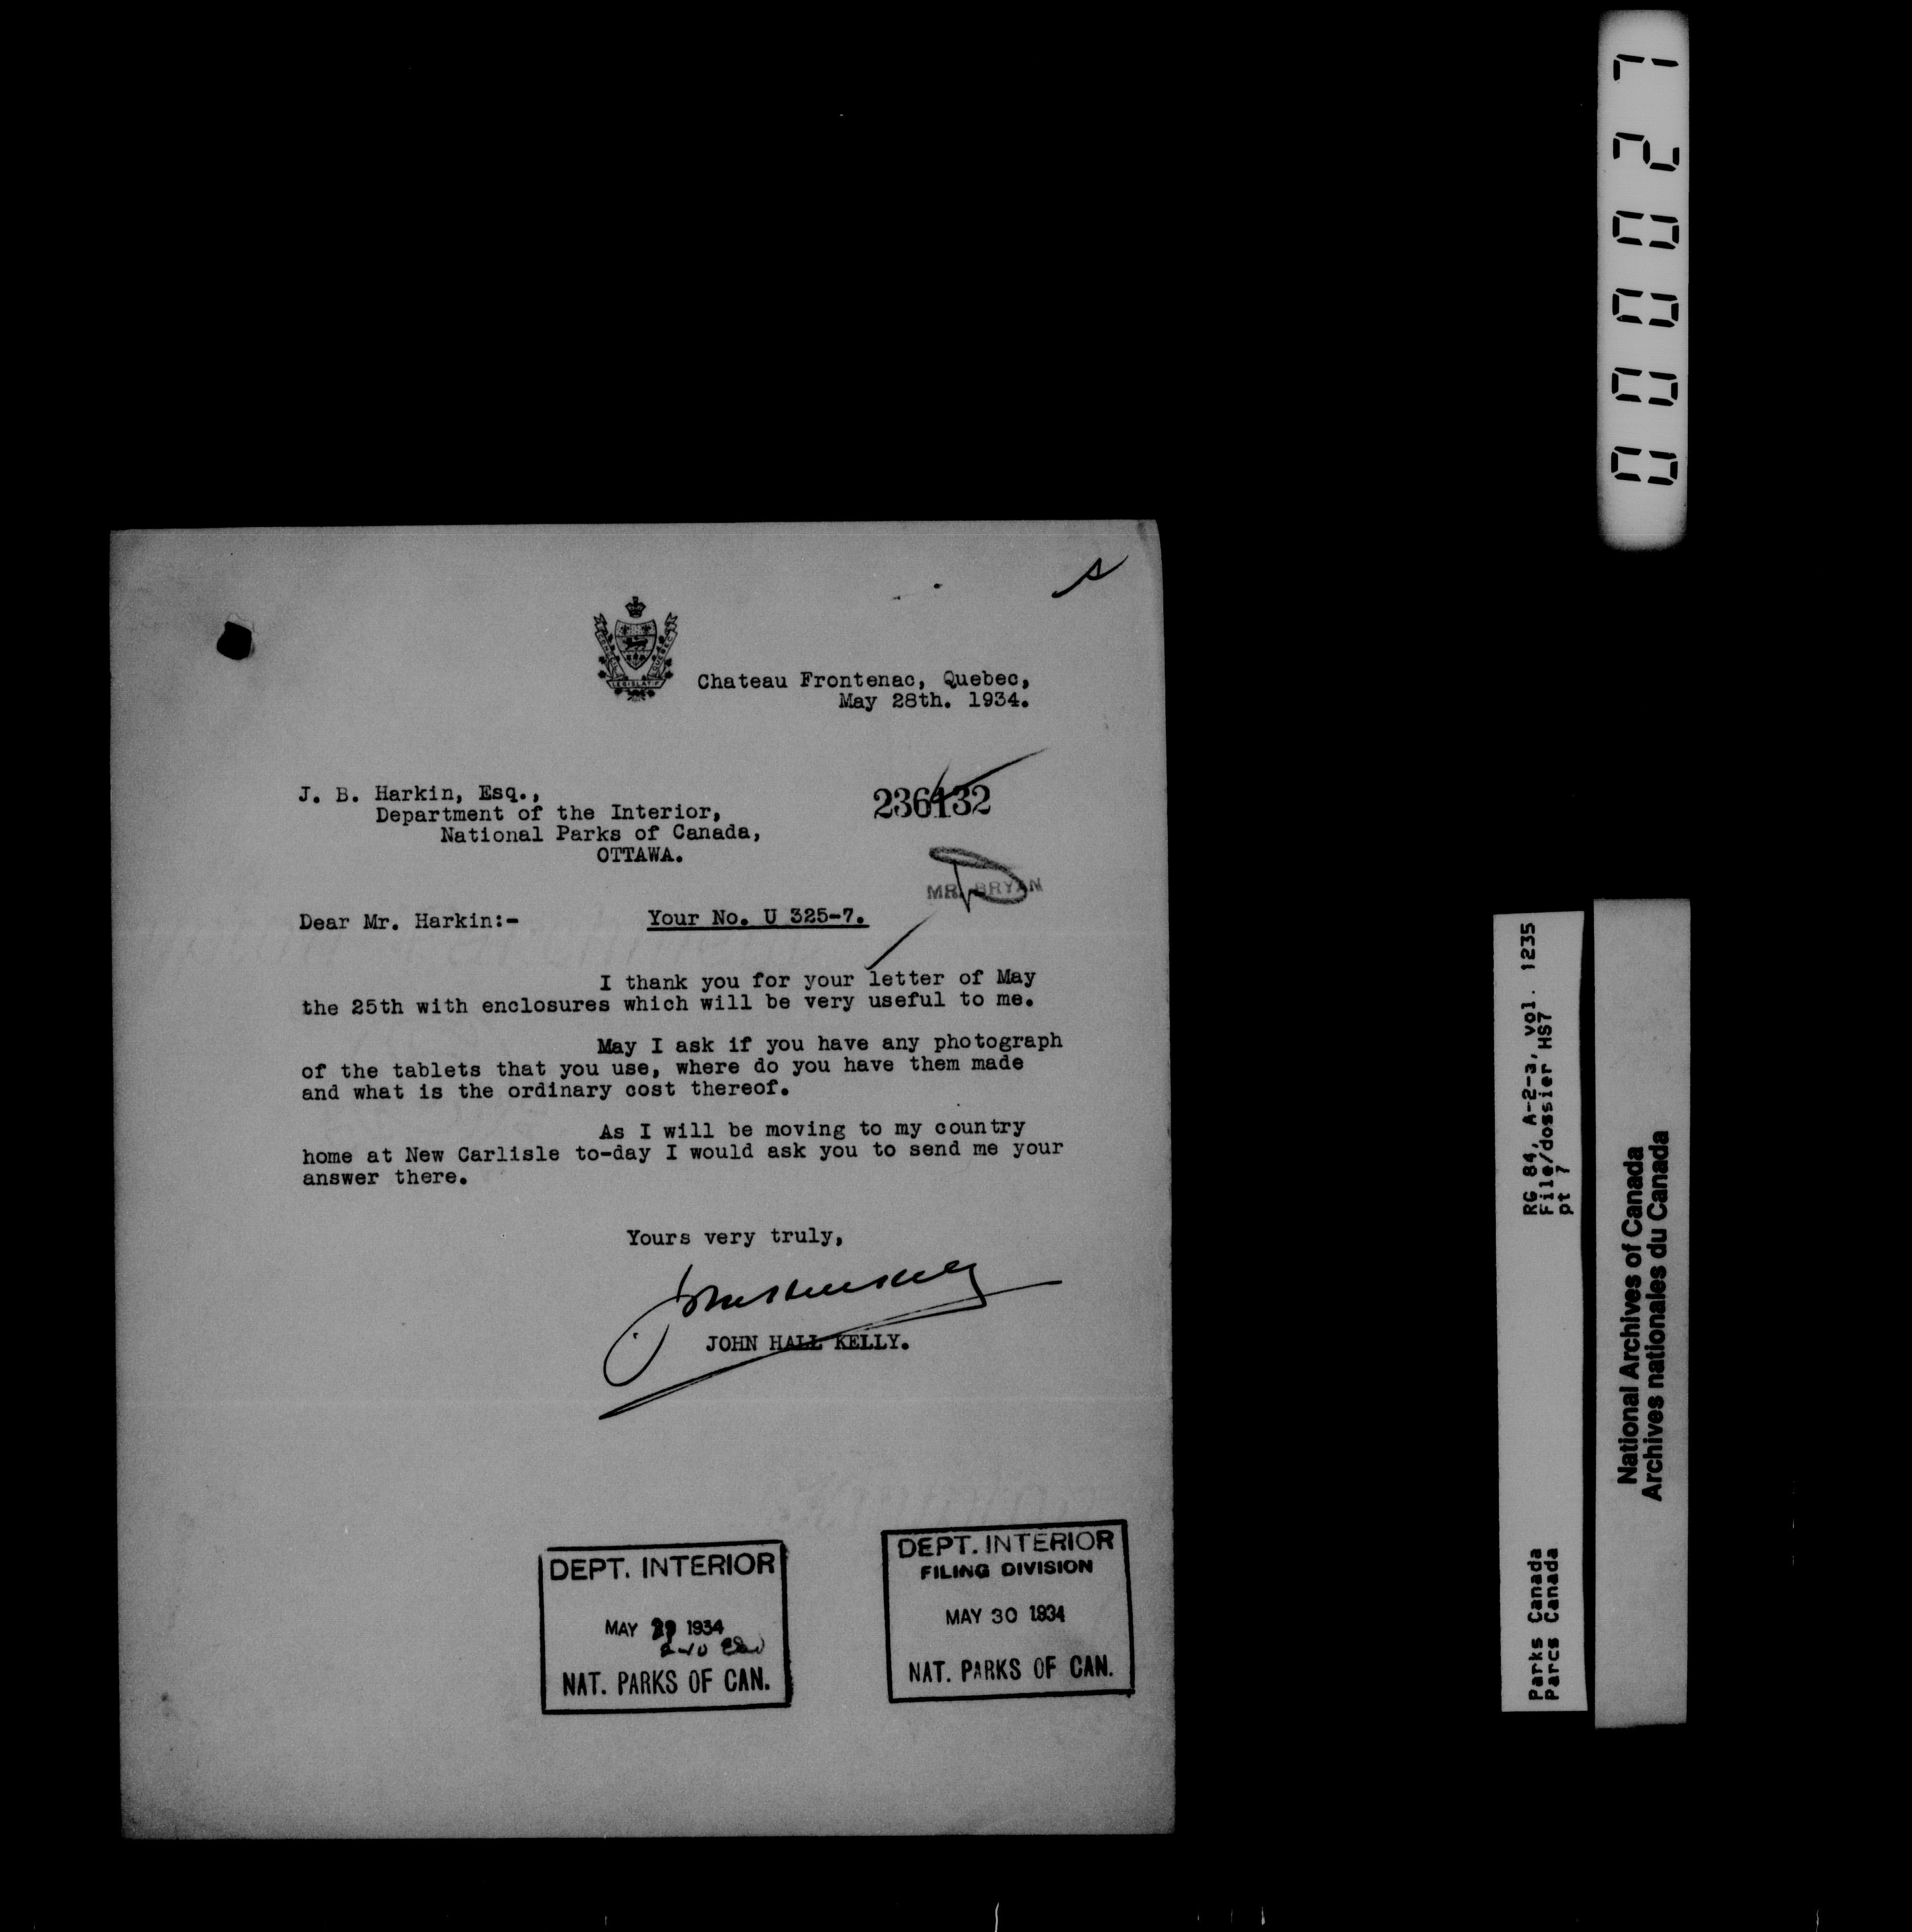 Chateau Frontenac, Quebec,
May 28th. 1934.
J. B. Harkin, Esq.,
Department of the Interior,
National Parks of Canada,
OTTAWA.
236132
MR. BRYAN
Dear Mr. Harkin:-
Your No. U 325-7.
I thank you for your letter of May
the 25th with enclosures which will be very useful to me.
May I ask if you have any photograph
of the tablets that you use, where do you have them made
and what is the ordinary cost thereof.
As I will be moving to my country
home at New Carlisle to-day I would ask you to send me your
answer there.
Yours very truly,
JOHN HALL KELLY.
DEPT. INTERIOR
MAY 29 1934
NAT. PARKS OF CAN.
DEPT. INTERIOR
FILING DIVISION
MAY 30 1934
NAT. PARKS OF CAN.
000027
RG 84, A-2-3, vol. 1235
File/dossier HS7
pt 7
Parks Canada
Parcs Canada
National Archives of Canada
Archives nationales du Canada